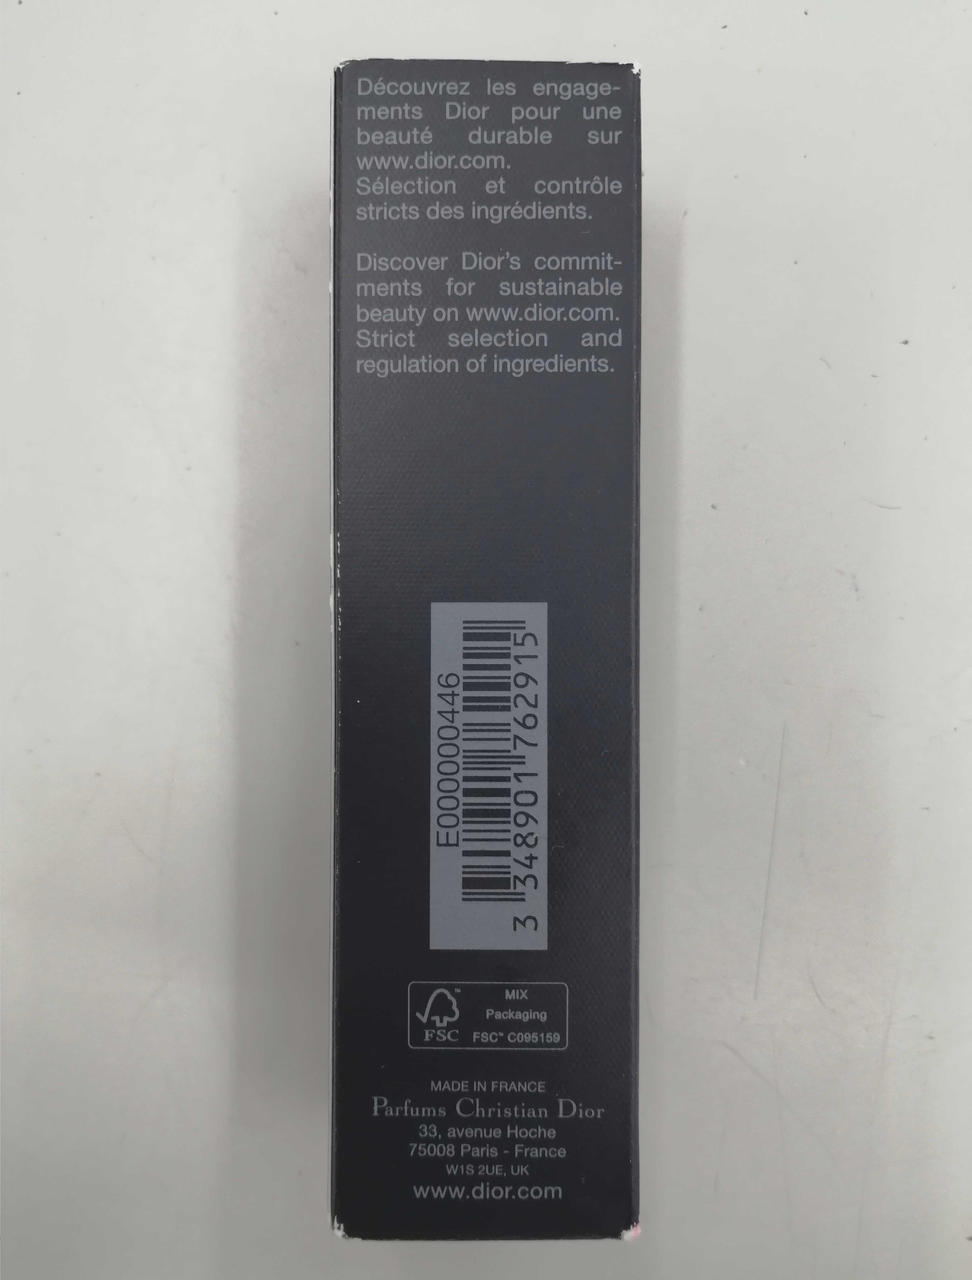 Découvrez les engage-
ments Dior pour une
beauté durable sur
www.dior.com.
Sélection et contrôle
stricts des ingrédients.
Discover Dior's commit-
ments for sustainable
beauty on www.dior.com.
Strict selection and
regulation of ingredients.
E000000446
3 348901 762915
FSC™
MIX
Packaging
FSC™ C095159
MADE IN FRANCE
Parfums Christian Dior
33, avenue Hoche
75008 Paris - France
W1S 2UE, UK
www.dior.com